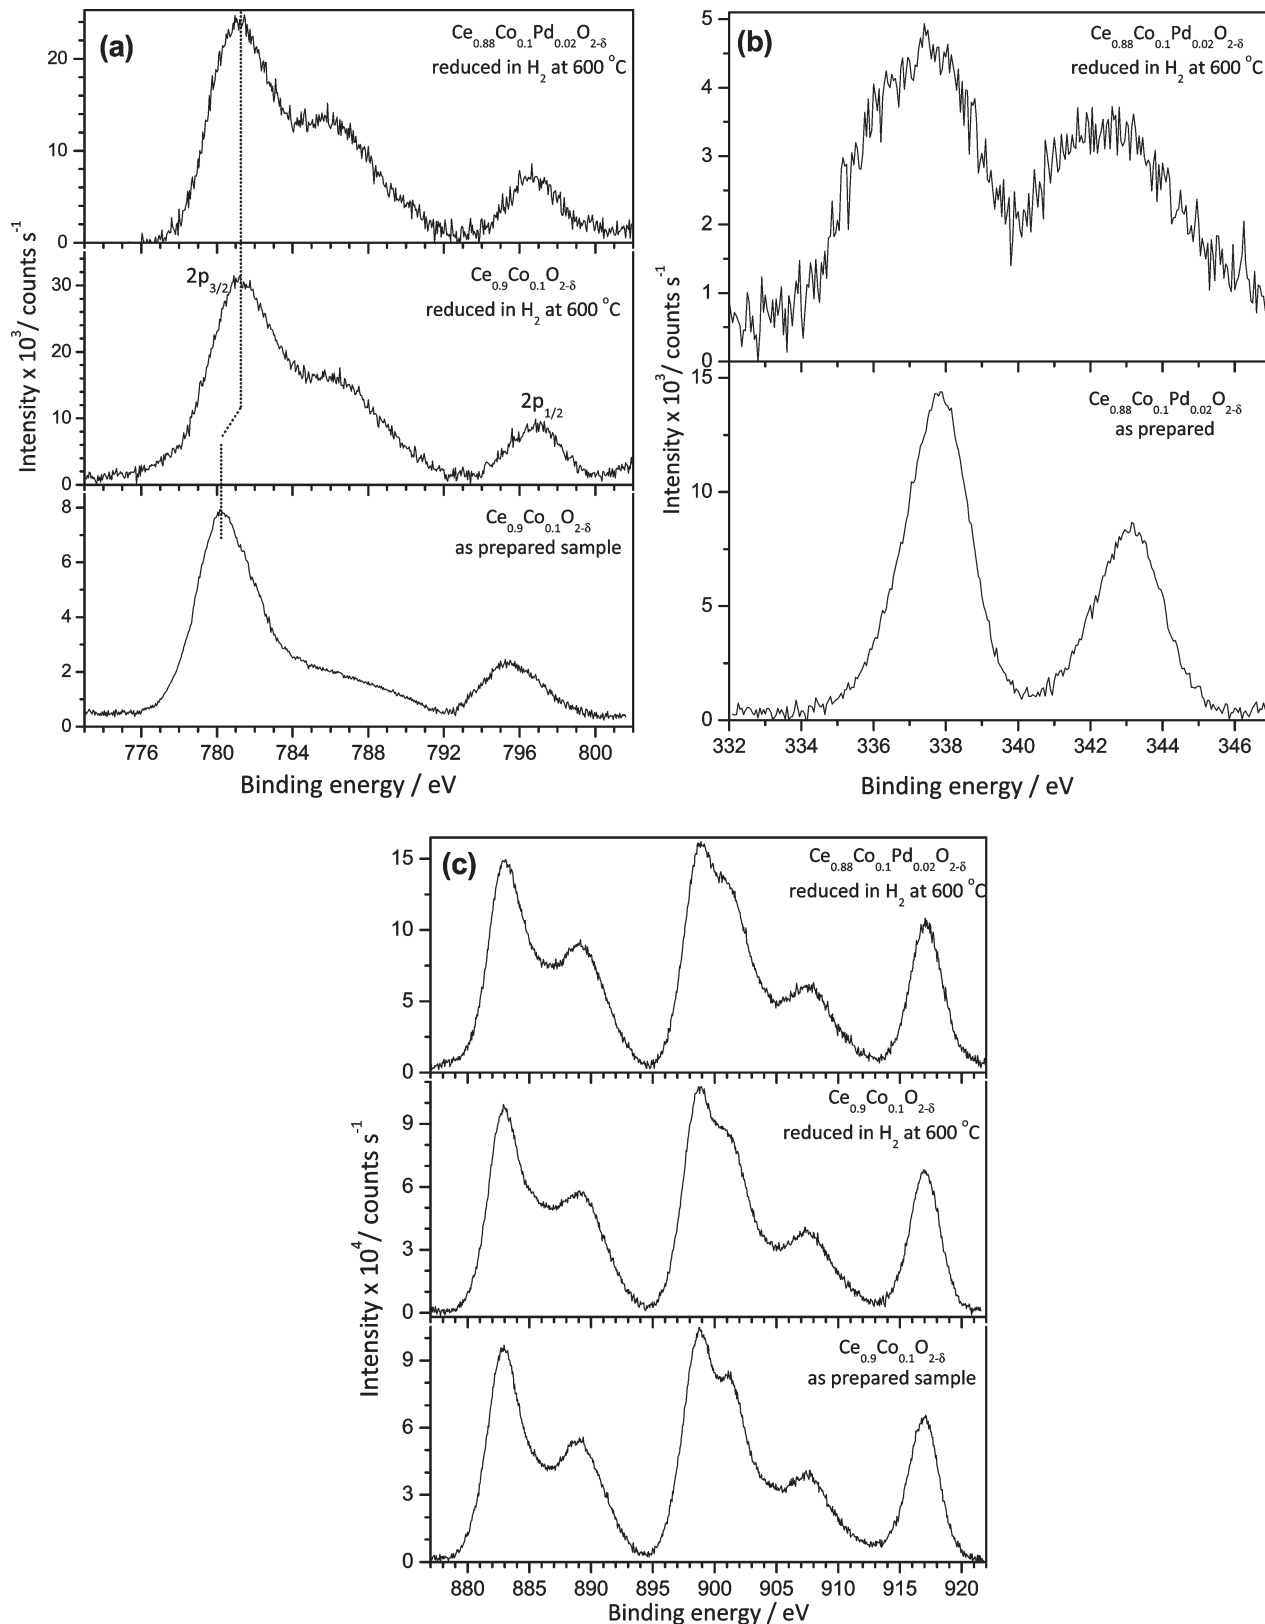 (a)
Ce0.88Co0.1Pd0.02O2-δ
reduced in H2 at 600 °C
20
10
0
2p3/2
Ce0.9Co0.1O2-δ
reduced in H2 at 600 °C
30
20
10
0
2p1/2
Ce0.9Co0.1O2-δ
as prepared sample
8
6
4
2
0
776 780 784 788 792 796 800
Binding energy / eV
Intensity x 10³/ counts s⁻¹
(b)
Ce0.88Co0.1Pd0.02O2-δ
reduced in H2 at 600 °C
5
4
3
2
1
0
Ce0.88Co0.1Pd0.02O2-δ
as prepared
15
10
5
0
332 334 336 338 340 342 344 346
Binding energy / eV
Intensity x 10³/ counts s⁻¹
(c)
Ce0.88Co0.1Pd0.02O2-δ
reduced in H2 at 600 °C
15
10
5
0
Ce0.9Co0.1O2-δ
reduced in H2 at 600 °C
9
6
3
0
Ce0.9Co0.1O2-δ
as prepared sample
9
6
3
0
880 885 890 895 900 905 910 915 920
Binding energy / eV
Intensity x 10⁴/ counts s⁻¹